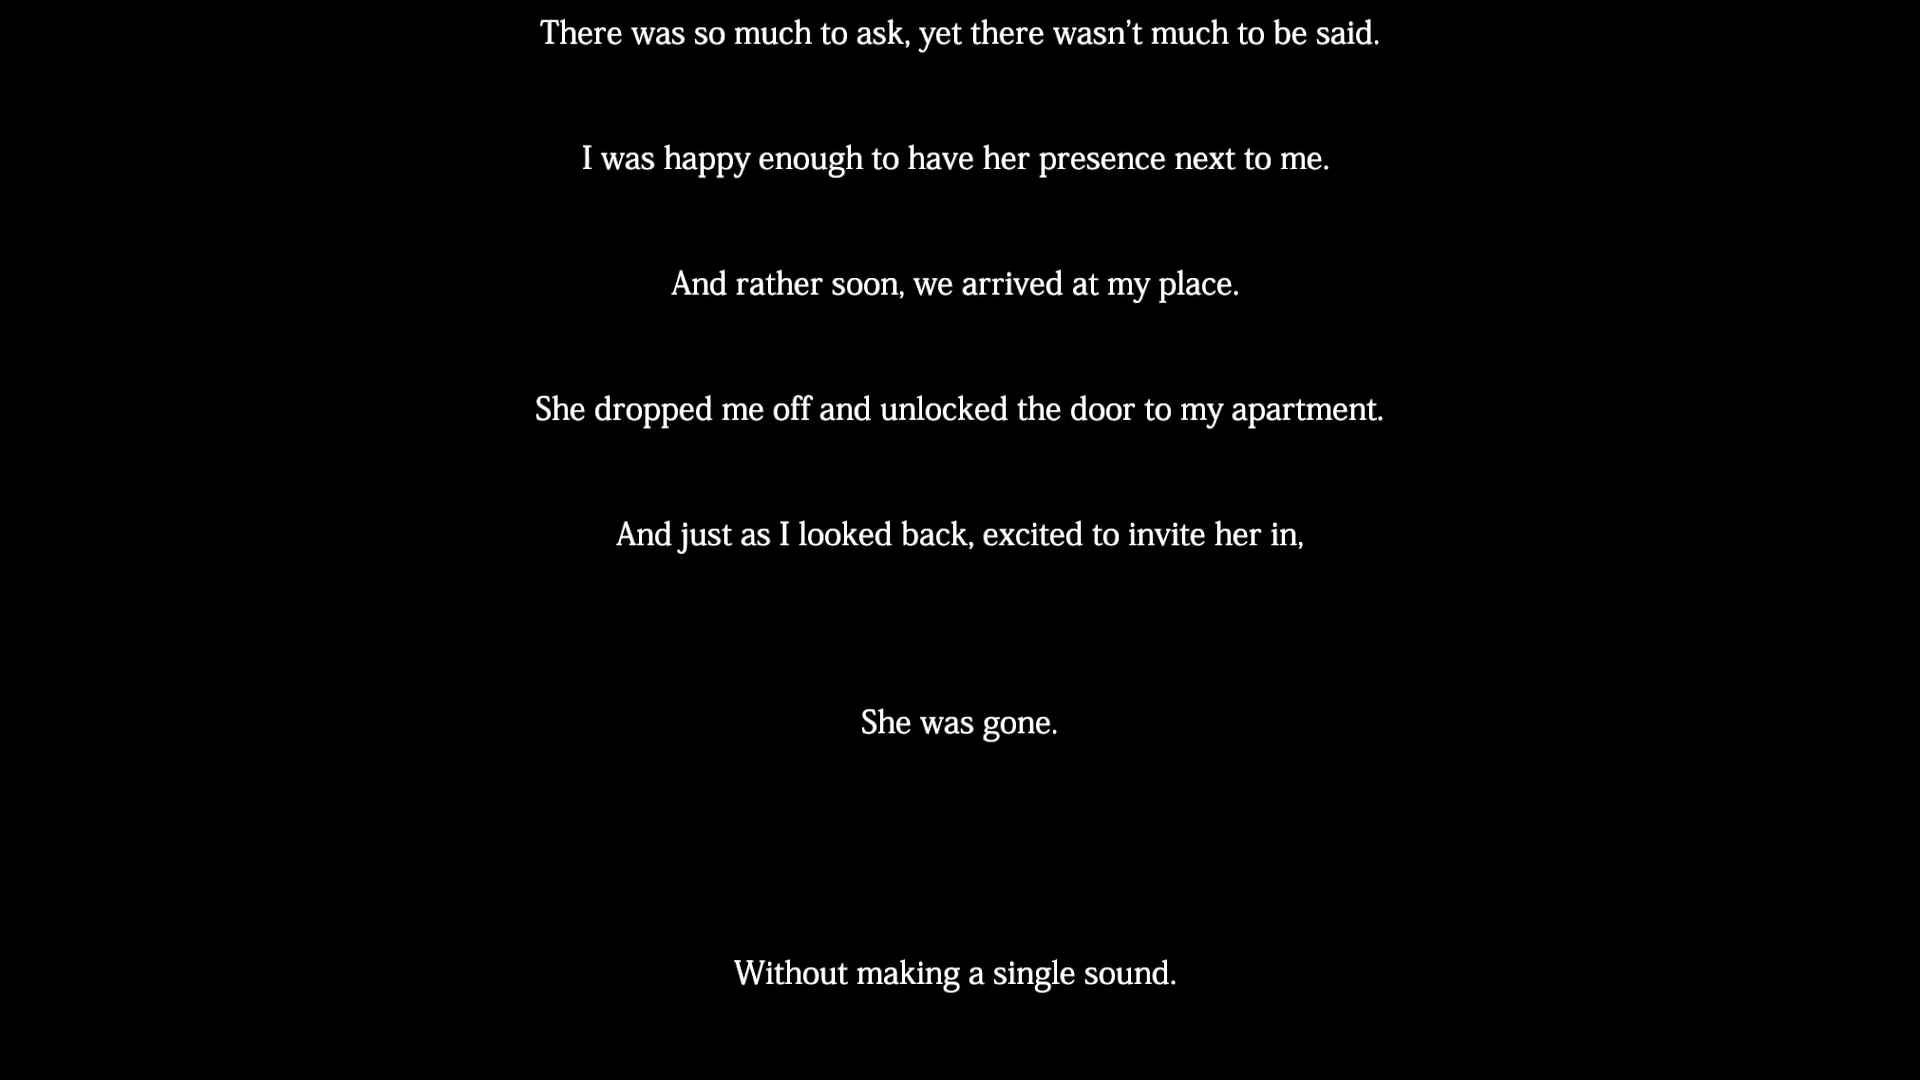 There was so much to ask, yet there wasn’t much to be said.
I was happy enough to have her presence next to me.
And rather soon, we arrived at my place.
She dropped me off and unlocked the door to my apartment.
And just as I looked back, excited to invite her in,
She was gone.
Without making a single sound.